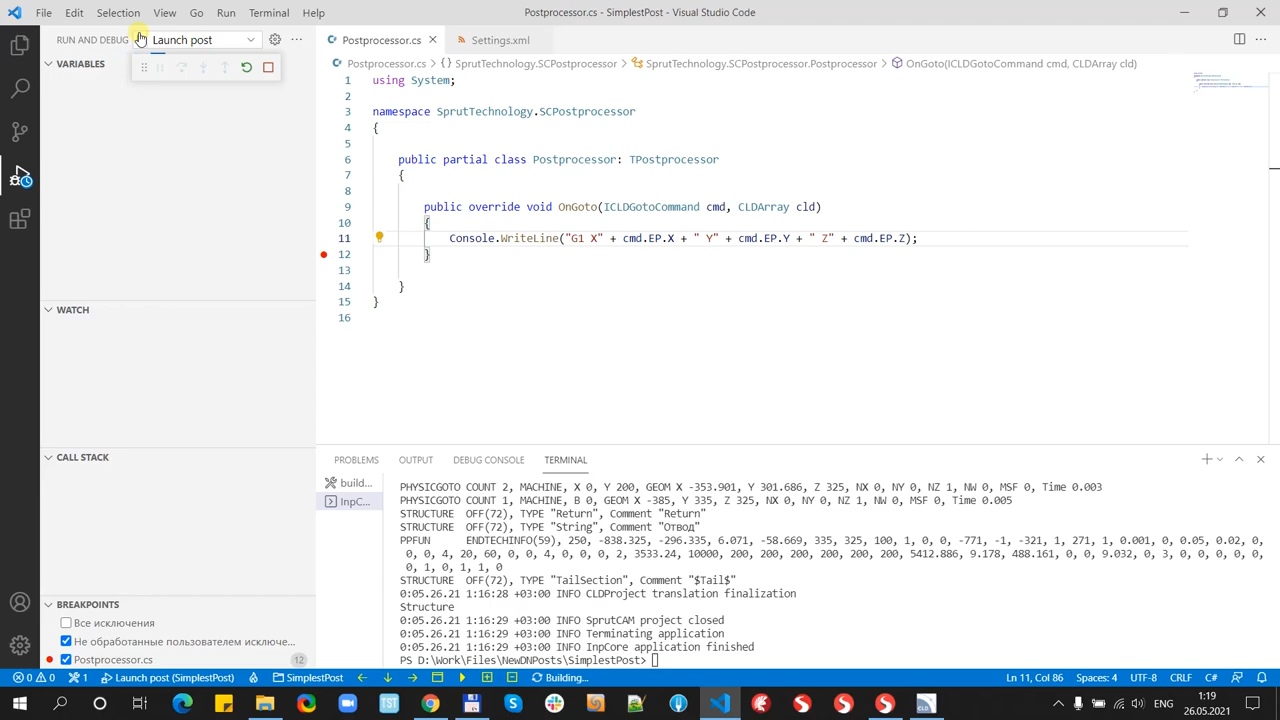 File Edit Selection View Go Run Terminal Help
Postprocessor.cs - SimplestPost - Visual Studio Code
RUN AND DEBUG
Launch post
Postprocessor.cs
Settings.xml
Postprocessor.cs
SprutTechnology.SCPostprocessor
SprutTechnology.SCPostprocessor.Postprocessor
OnGoto(ICLDGotoCommand cmd, CLDArray cld)
VARIABLES
1 using System;
2
3 namespace SprutTechnology.SCPostprocessor
4 {
5
6 public partial class Postprocessor: TPostprocessor
7 {
8
9 public override void OnGoto(ICLDGotoCommand cmd, CLDArray cld)
10 {
11 Console.WriteLine("G1 X" + cmd.EP.X + " Y" + cmd.EP.Y + " Z" + cmd.EP.Z);
12 }
13
14 }
15 }
16
WATCH
CALL STACK
BREAKPOINTS
Все исключения
Не обработанные пользователем исключе...
Postprocessor.cs 12
PROBLEMS OUTPUT DEBUG CONSOLE TERMINAL
build...
InpC...
PHYSICGOTO COUNT 2, MACHINE, X 0, Y 200, GEOM X -353.901, Y 301.686, Z 325, NX 0, NY 0, NZ 1, NW 0, MSF 0, Time 0.003
PHYSICGOTO COUNT 1, MACHINE, B 0, GEOM X -385, Y 335, Z 325, NX 0, NY 0, NZ 1, NW 0, MSF 0, Time 0.005
STRUCTURE OFF(72), TYPE "Return", Comment "Return"
STRUCTURE OFF(72), TYPE "String", Comment "Отвод"
PPFUN ENDTECHINFO(59), 250, -838.325, -296.335, 6.071, -58.669, 335, 325, 100, 1, 0, 0, -771, -1, -321, 1, 271, 1, 0.001, 0, 0.05, 0.02, 0, 0,
0, 0, 4, 20, 60, 0, 0, 4, 0, 0, 0, 2, 3533.24, 10000, 200, 200, 200, 200, 200, 200, 5412.886, 9.178, 488.161, 0, 0, 9.032, 0, 3, 0, 0, 0, 0, 0,
0, 1, 0, 1, 1, 0
STRUCTURE OFF(72), TYPE "TailSection", Comment "$Tail$"
0:05.26.21 1:16:28 +03:00 INFO CLDProject translation finalization
Structure
0:05.26.21 1:16:29 +03:00 INFO SprutCAM project closed
0:05.26.21 1:16:29 +03:00 INFO Terminating application
0:05.26.21 1:16:29 +03:00 INFO InpCore application finished
PS D:\Work\Files\NewDNPosts\SimplestPost>
0 0 1 Launch post (SimplestPost) SimplestPost Building... Ln 11, Col 86 Spaces: 4 UTF-8 CRLF C#
TST
CLD
ENG
1:19
26.05.2021